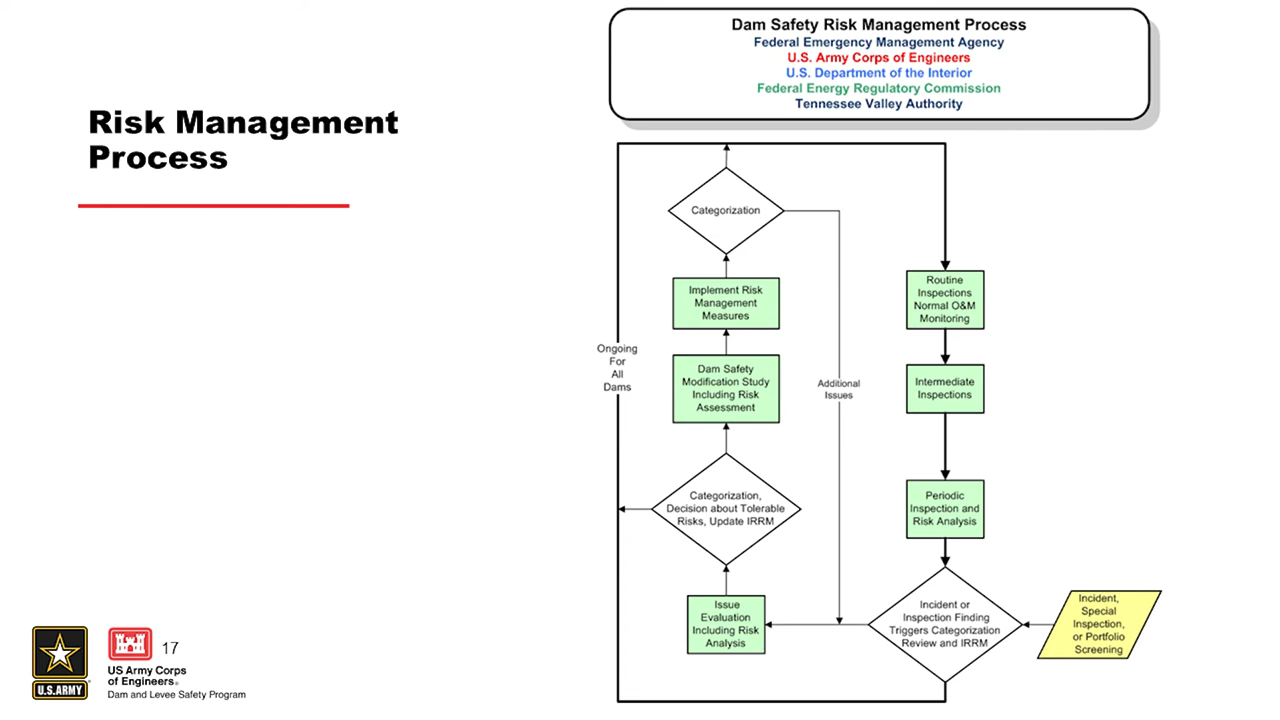 Risk Management
Process
Dam Safety Risk Management Process
Federal Emergency Management Agency
U.S. Army Corps of Engineers
U.S. Department of the Interior
Federal Energy Regulatory Commission
Tennessee Valley Authority
Categorization
Implement Risk
Management
Measures
Dam Safety
Modification Study
Including Risk
Assessment
Categorization,
Decision about Tolerable
Risks, Update IRRM
Issue
Evaluation
Including Risk
Analysis
Ongoing
For
All
Dams
Additional
Issues
Routine
Inspections
Normal O&M
Monitoring
Intermediate
Inspections
Periodic
Inspection and
Risk Analysis
Incident or
Inspection Finding
Triggers Categorization
Review and IRRM
Incident,
Special
Inspection,
or Portfolio
Screening
U.S. ARMY
17
US Army Corps
of Engineers®
Dam and Levee Safety Program